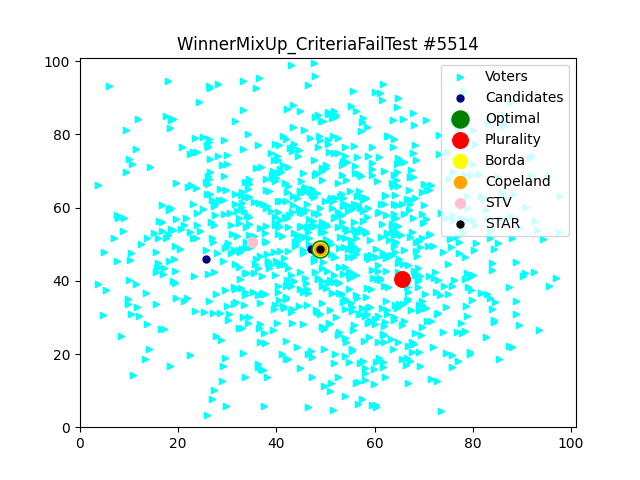 WinnerMixUp_CriteriaFailTest #5514
100
80
60
40
20
0
0
20
40
60
80
100
Voters
Candidates
Optimal
Plurality
Borda
Copeland
STV
STAR